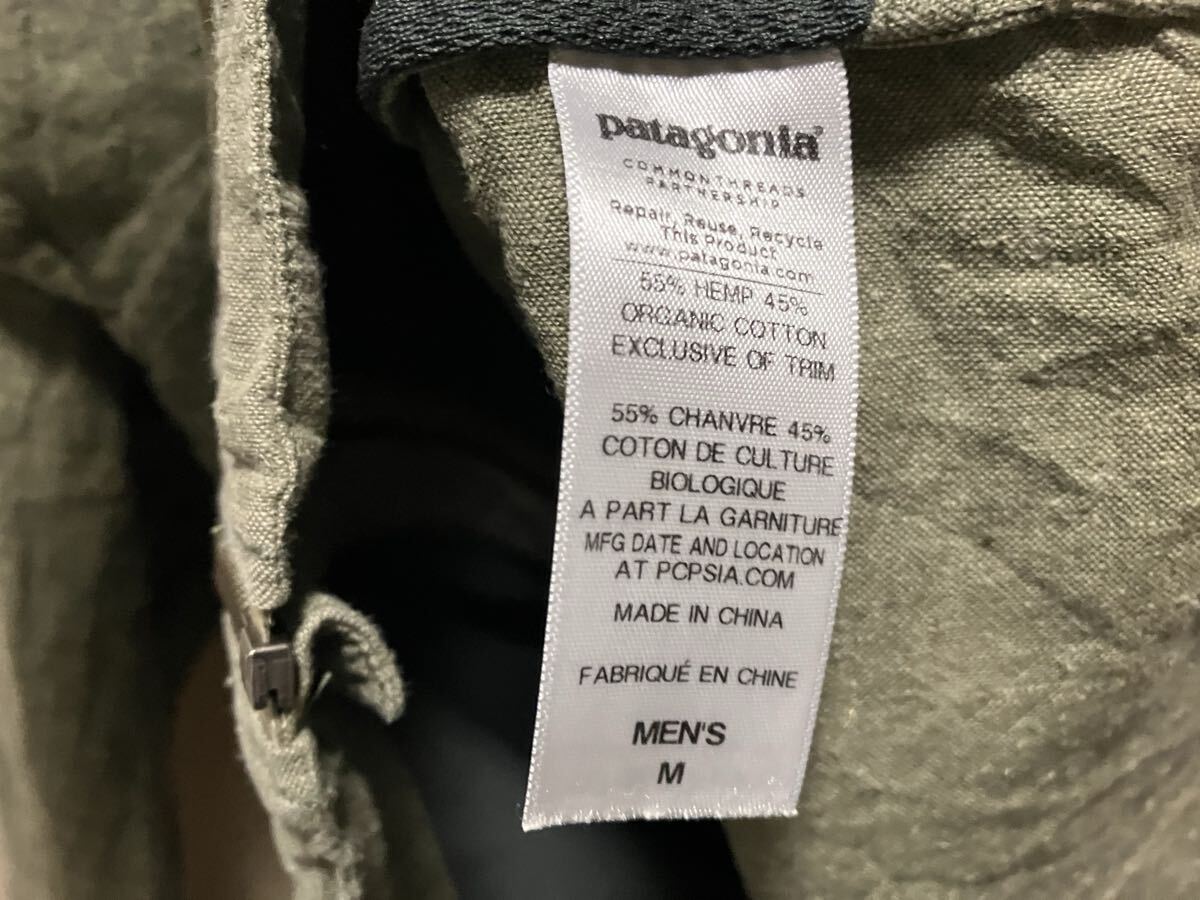 patagonia®
COMMONTHREADS
PARTNERSHIP
Repair, Reuse, Recycle
This Product
www.patagonia.com
55% HEMP 45%
ORGANIC COTTON
EXCLUSIVE OF TRIM
55% CHANVRE 45%
COTON DE CULTURE
BIOLOGIQUE
A PART LA GARNITURE
MFG DATE AND LOCATION
AT PCPSIA.COM
MADE IN CHINA
FABRIQUÉ EN CHINE
MEN'S
M